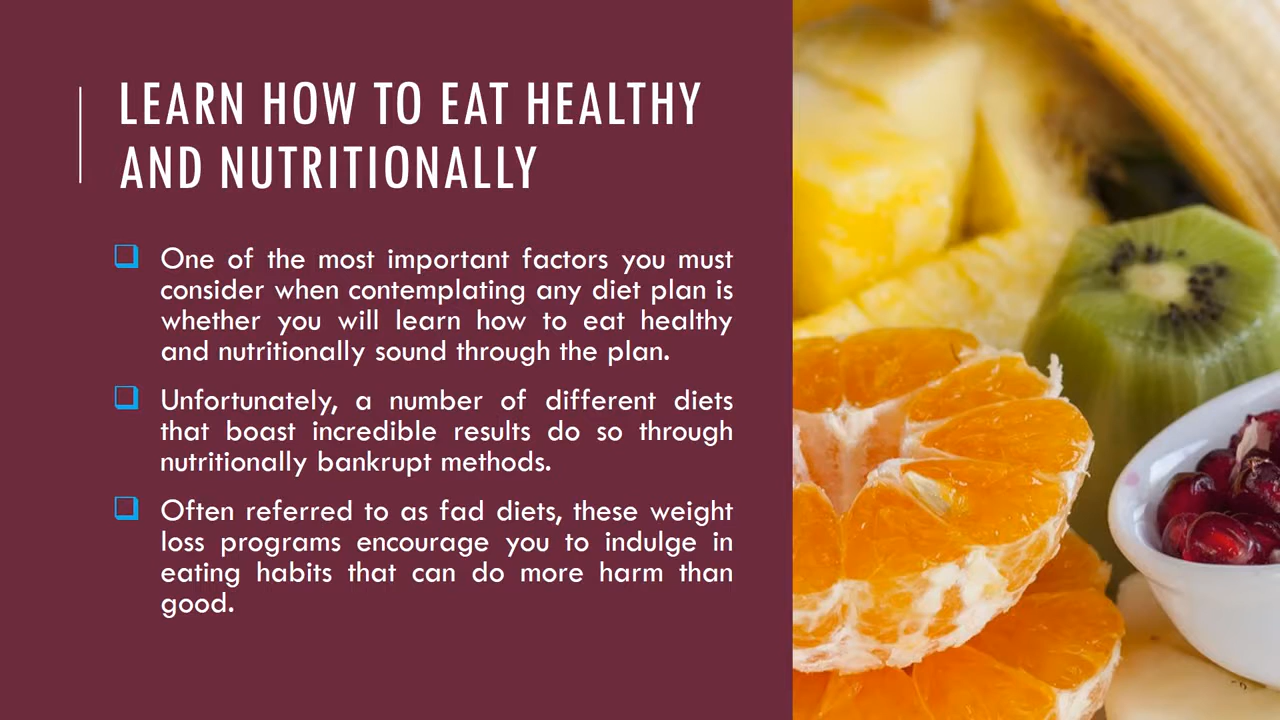 LEARN HOW TO EAT HEALTHY
AND NUTRITIONALLY
One of the most important factors you must
consider when contemplating any diet plan is
whether you will learn how to eat healthy
and nutritionally sound through the plan.
Unfortunately, a number of different diets
that boast incredible results do so through
nutritionally bankrupt methods.
Often referred to as fad diets, these weight
loss programs encourage you to indulge in
eating habits that can do more harm than
good.